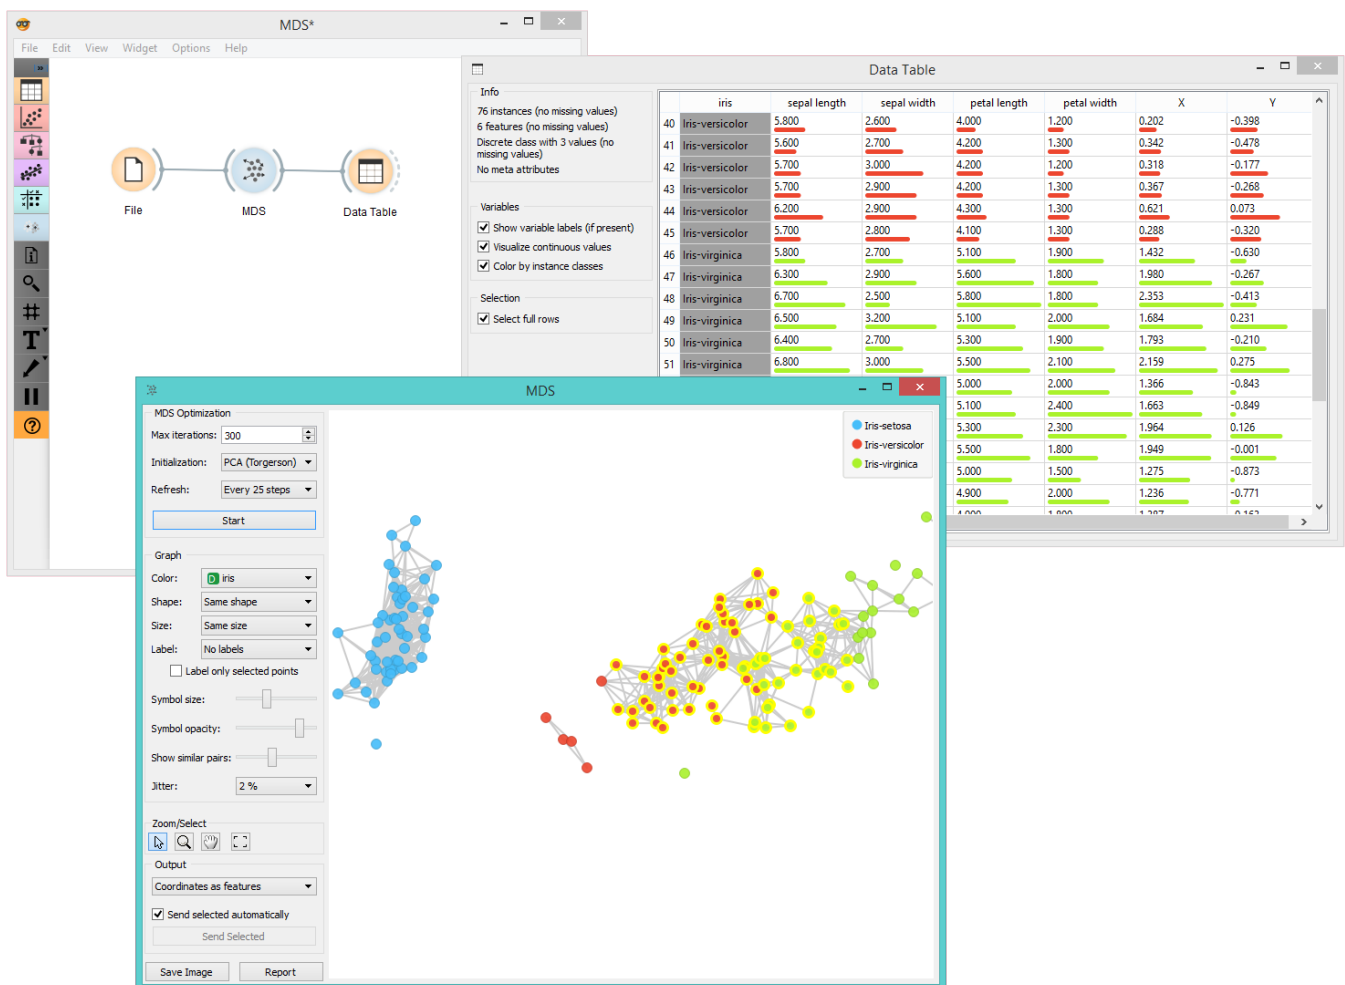 MDS*
File Edit View Widget Options Help
File
MDS
Data Table
Data Table
Info
76 instances (no missing values)
6 features (no missing values)
Discrete class with 3 values (no
missing values)
No meta attributes
Variables
Show variable labels (if present)
Visualize continuous values
Color by instance classes
Selection
Select full rows
iris sepal length sepal width petal length petal width X Y
40 Iris-versicolor 5.800 2.600 4.000 1.200 0.202 -0.398
41 Iris-versicolor 5.600 2.700 4.200 1.300 0.342 -0.478
42 Iris-versicolor 5.700 3.000 4.200 1.200 0.318 -0.177
43 Iris-versicolor 5.700 2.900 4.200 1.300 0.367 -0.268
44 Iris-versicolor 6.200 2.900 4.300 1.300 0.621 0.073
45 Iris-versicolor 5.700 2.800 4.100 1.300 0.288 -0.320
46 Iris-virginica 5.800 2.700 5.100 1.900 1.432 -0.630
47 Iris-virginica 6.300 2.900 5.600 1.800 1.980 -0.267
48 Iris-virginica 6.700 2.500 5.800 1.800 2.353 -0.413
49 Iris-virginica 6.500 3.200 5.100 2.000 1.684 0.231
50 Iris-virginica 6.400 2.700 5.300 1.900 1.793 -0.210
51 Iris-virginica 6.800 3.000 5.500 2.100 2.159 0.275
5.000 2.000 1.366 -0.843
5.100 2.400 1.663 -0.849
5.300 2.300 1.964 0.126
5.500 1.800 1.949 -0.001
5.000 1.500 1.275 -0.873
4.900 2.000 1.236 -0.771
MDS
MDS Optimization
Max iterations: 300
Initialization: PCA (Torgerson)
Refresh: Every 25 steps
Start
Graph
Color: D iris
Shape: Same shape
Size: Same size
Label: No labels
Label only selected points
Symbol size:
Symbol opacity:
Show similar pairs:
Jitter: 2 %
Zoom/Select
Output
Coordinates as features
Send selected automatically
Send Selected
Save Image Report
Iris-setosa
Iris-versicolor
Iris-virginica